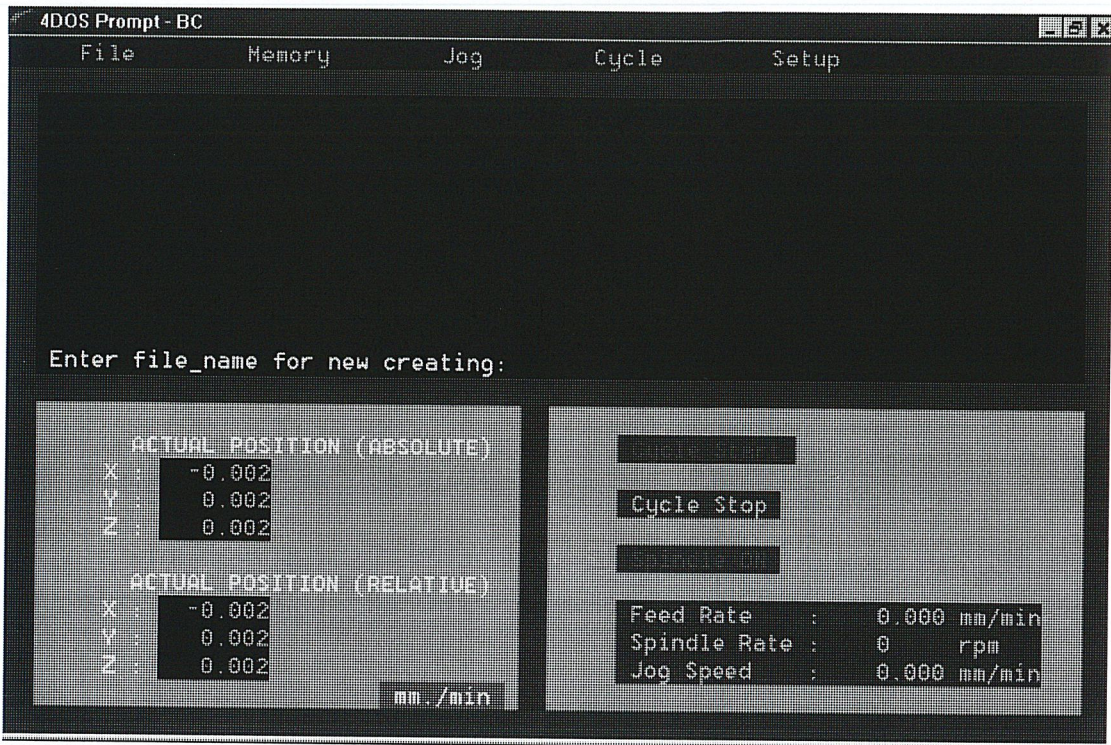 4DOS Prompt - BC
File Memory Jog Cycle Setup
Enter file_name for new creating:
ACTUAL POSITION (ABSOLUTE)
X : -0.002
Y : 0.002
Z : 0.002
ACTUAL POSITION (RELATIVE)
X : -0.002
Y : 0.002
Z : 0.002
mm./min
Cycle Start
Cycle Stop
Spindle On
Feed Rate : 0.000 mm/min
Spindle Rate : 0 rpm
Jog Speed : 0.000 mm/min